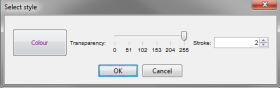 Select style
Colour Transparency: Stroke: 2
0 51 102 153 204 255
OK Cancel